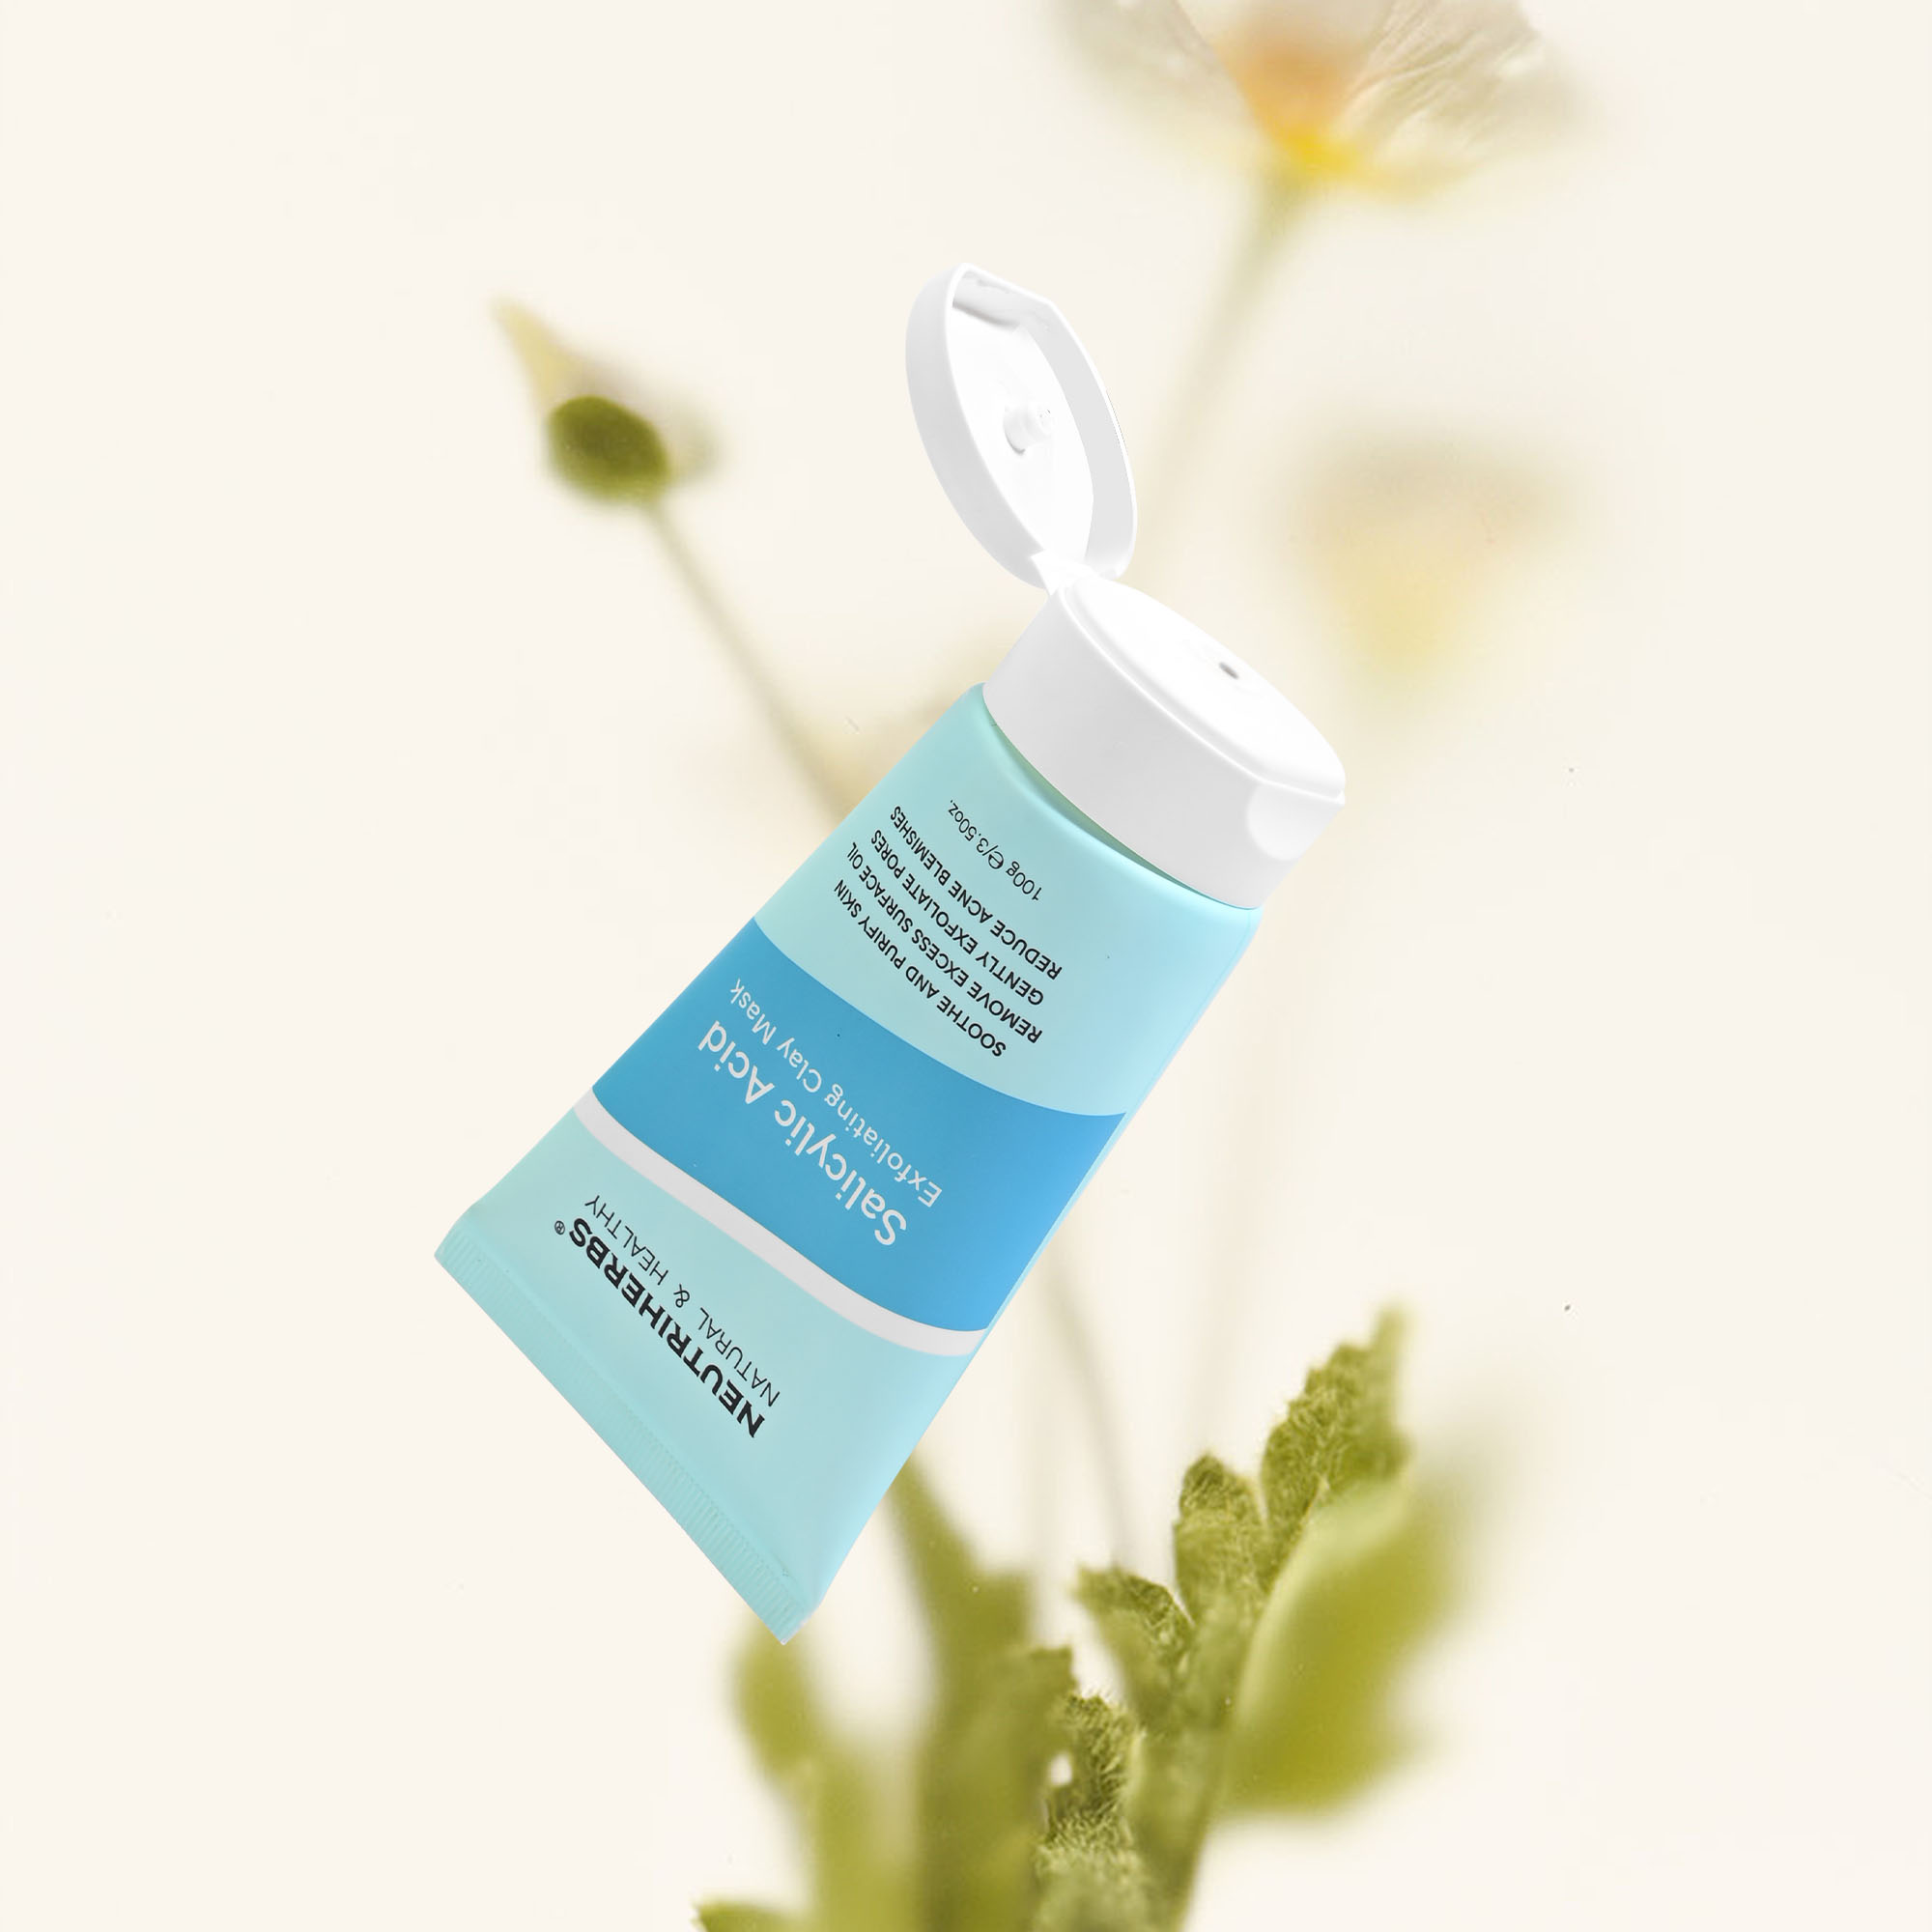 NEUTRIHERBS®
NATURAL & HEALTHY
Salicylic Acid
Exfoliating Clay Mask
SOOTHE AND PURIFY SKIN
REMOVE EXCESS SURFACE OIL
GENTLY EXFOLIATE PORES
REDUCE ACNE BLEMISHES
100g ℮/3.50oz.